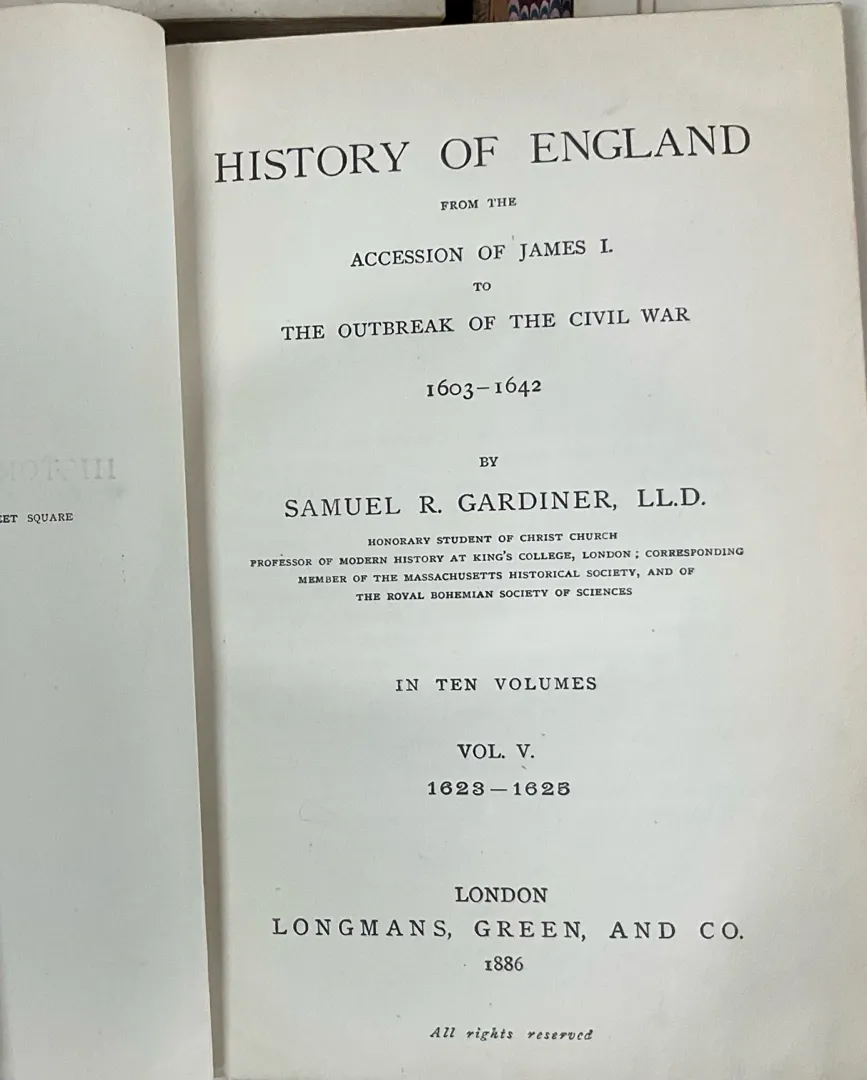 SQUARE
HISTORY OF ENGLAND
FROM THE
ACCESSION OF JAMES I.
TO
THE OUTBREAK OF THE CIVIL WAR
1603–1642
BY
SAMUEL R. GARDINER, LL.D.
HONORARY STUDENT OF CHRIST CHURCH
PROFESSOR OF MODERN HISTORY AT KING'S COLLEGE, LONDON ; CORRESPONDING
MEMBER OF THE MASSACHUSETTS HISTORICAL SOCIETY, AND OF
THE ROYAL BOHEMIAN SOCIETY OF SCIENCES
IN TEN VOLUMES
VOL. V.
1623—1625
LONDON
LONGMANS, GREEN, AND CO.
1886
All rights reserved